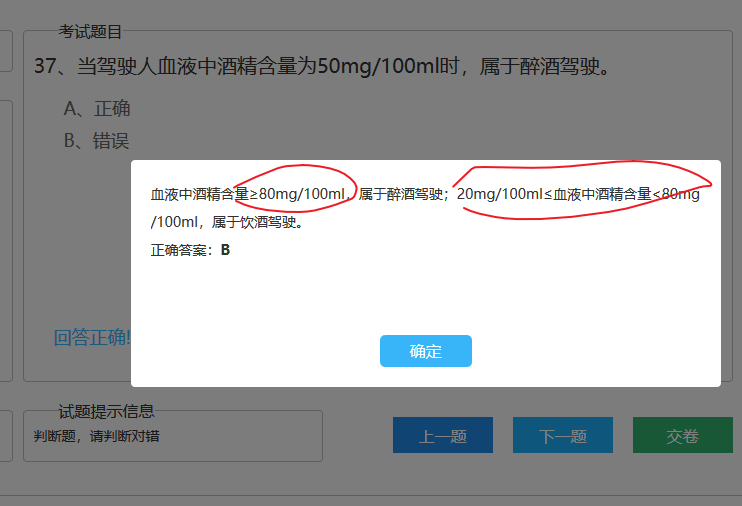 考试题目
37、当驾驶人血液中酒精含量为50mg/100ml时，属于醉酒驾驶。
A、正确
B、错误
血液中酒精含量≥80mg/100ml，属于醉酒驾驶；20mg/100ml≤血液中酒精含量<80mg
/100ml，属于饮酒驾驶。
正确答案：B
回答正确!
确定
试题提示信息
判断题，请判断对错
上一题
下一题
交卷